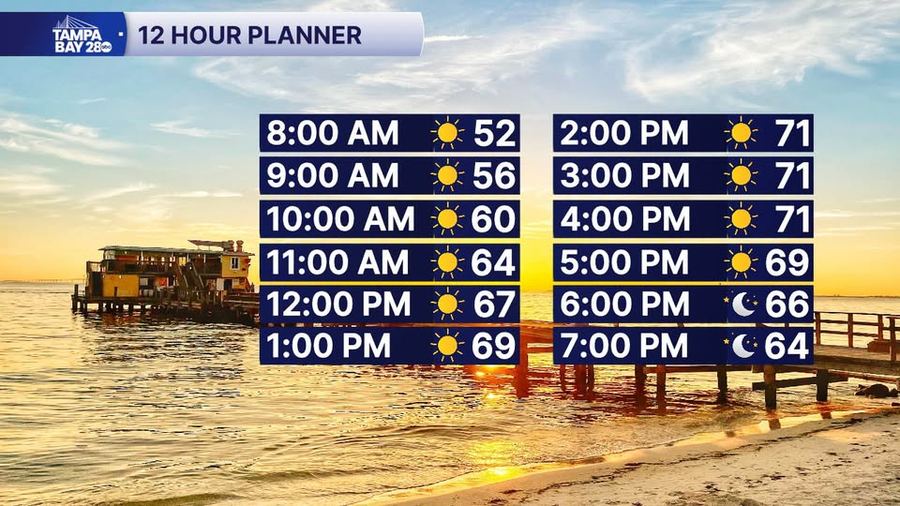 TAMPA
BAY 28 abc
12 HOUR PLANNER
8:00 AM 52
9:00 AM 56
10:00 AM 60
11:00 AM 64
12:00 PM 67
1:00 PM 69
2:00 PM 71
3:00 PM 71
4:00 PM 71
5:00 PM 69
6:00 PM 66
7:00 PM 64